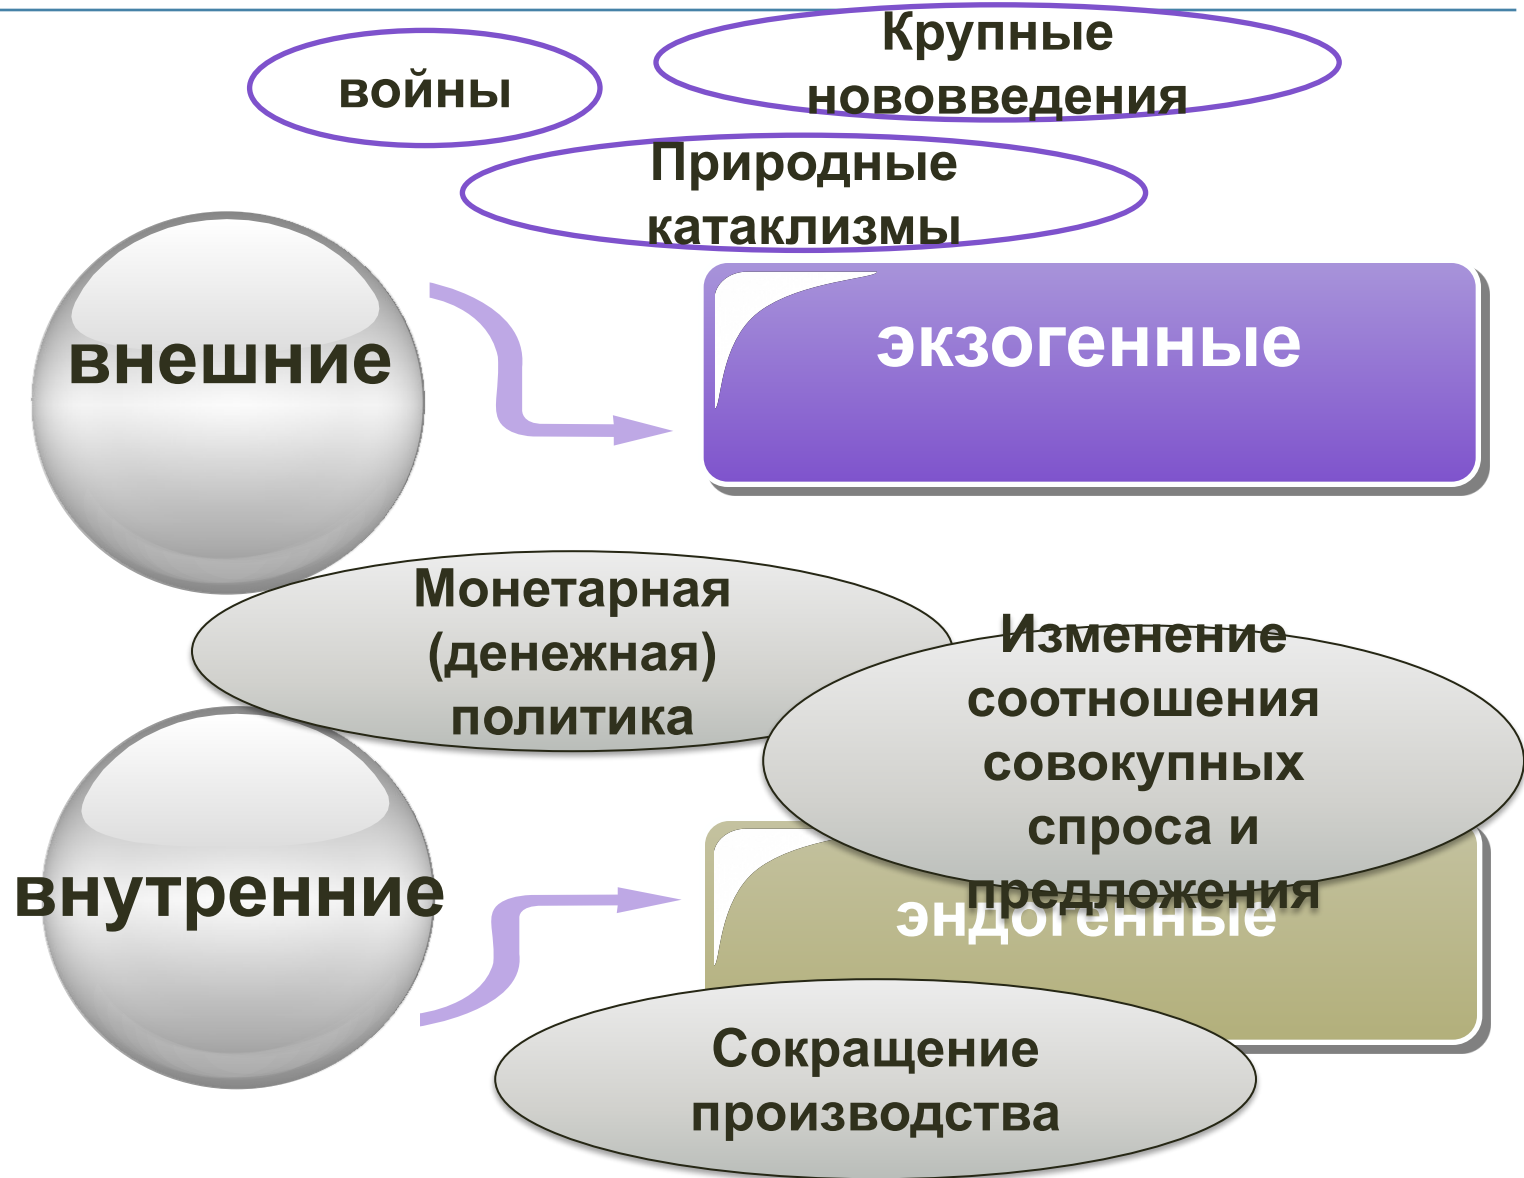 войны
Крупные
нововведения
Природные
катаклизмы
внешние
экзогенные
Монетарная
(денежная)
политика
Изменение
соотношения
совокупных
спроса и
предложения
внутренние
эндогенные
Сокращение
производства